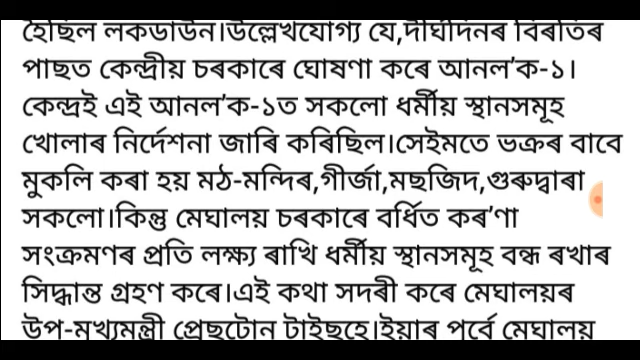 হৈছিল লকডাউন।উল্লেখযোগ্য যে,দীৰ্ঘদিনৰ বিৰতিৰ
পাছত কেন্দ্ৰীয় চৰকাৰে ঘোষণা কৰে আনল’ক-১।
কেন্দ্ৰই এই আনল’ক-১ত সকলো ধৰ্মীয় স্থানসমূহ
খোলাৰ নিৰ্দেশনা জাৰি কৰিছিল।সেইমতে ভক্তৰ বাবে
মুকলি কৰা হয় মঠ-মন্দিৰ,গীৰ্জা,মছজিদ,গুৰুদ্বাৰা
সকলো।কিন্তু মেঘালয় চৰকাৰে বৰ্ধিত কৰ’ণা
সংক্ৰমণৰ প্ৰতি লক্ষ্য ৰাখি ধৰ্মীয় স্থানসমূহ বন্ধ ৰখাৰ
সিদ্ধান্ত গ্ৰহণ কৰে।এই কথা সদৰী কৰে মেঘালয়ৰ
উপ-মুখ্যমন্ত্ৰী প্ৰেছটোন টাইছহে।ইয়াৰ পূৰ্বে মেঘালয়